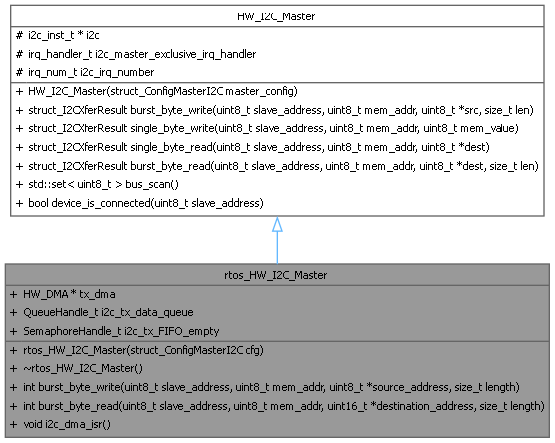 HW_I2C_Master
# i2c_inst_t * i2c
# irq_handler_t i2c_master_exclusive_irq_handler
# irq_num_t i2c_irq_number
+ HW_I2C_Master(struct_ConfigMasterI2C master_config)
+ struct_I2CXferResult burst_byte_write(uint8_t slave_address, uint8_t mem_addr, uint8_t *src, size_t len)
+ struct_I2CXferResult single_byte_write(uint8_t slave_address, uint8_t mem_addr, uint8_t mem_value)
+ struct_I2CXferResult single_byte_read(uint8_t slave_address, uint8_t mem_addr, uint8_t *dest)
+ struct_I2CXferResult burst_byte_read(uint8_t slave_address, uint8_t mem_addr, uint8_t *dest, size_t len)
+ std::set< uint8_t > bus_scan()
+ bool device_is_connected(uint8_t slave_address)
rtos_HW_I2C_Master
+ HW_DMA * tx_dma
+ QueueHandle_t i2c_tx_data_queue
+ SemaphoreHandle_t i2c_tx_FIFO_empty
+ rtos_HW_I2C_Master(struct_ConfigMasterI2C cfg)
+ ~rtos_HW_I2C_Master()
+ int burst_byte_write(uint8_t slave_address, uint8_t mem_addr, uint8_t *source_address, size_t length)
+ int burst_byte_read(uint8_t slave_address, uint8_t mem_addr, uint16_t *destination_address, size_t length)
+ void i2c_dma_isr()